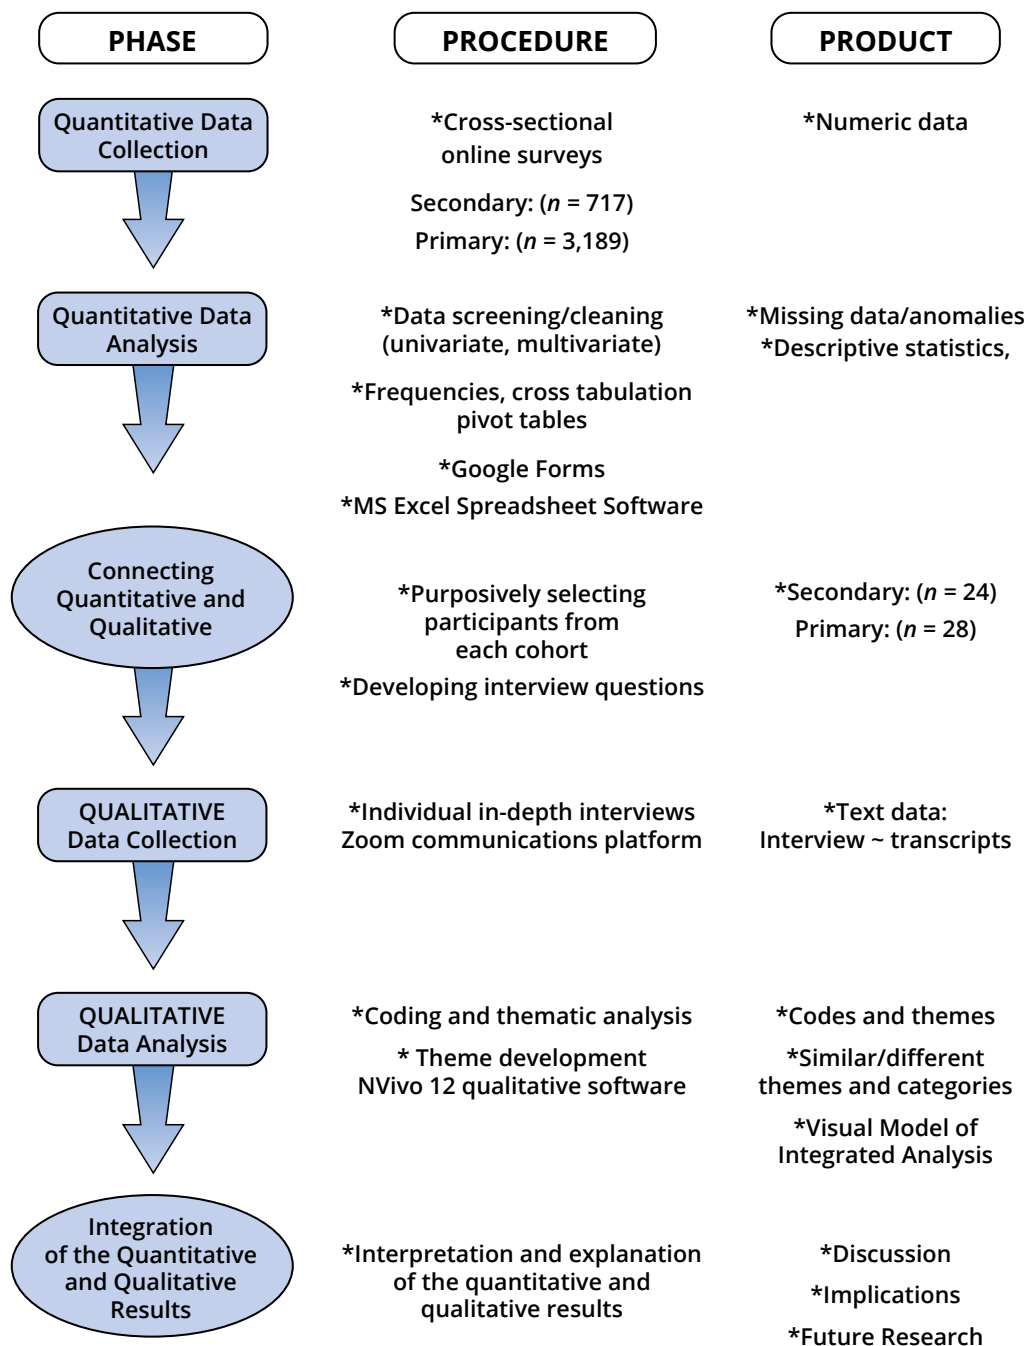 PHASE
PROCEDURE
PRODUCT
Quantitative Data
Collection
*Cross-sectional
online surveys
Secondary: (n = 717)
Primary: (n = 3,189)
*Numeric data
Quantitative Data
Analysis
*Data screening/cleaning
(univariate, multivariate)
*Frequencies, cross tabulation
pivot tables
*Google Forms
*MS Excel Spreadsheet Software
*Missing data/anomalies
*Descriptive statistics,
Connecting
Quantitative and
Qualitative
*Purposively selecting
participants from
each cohort
*Developing interview questions
*Secondary: (n = 24)
Primary: (n = 28)
QUALITATIVE
Data Collection
*Individual in-depth interviews
Zoom communications platform
*Text data:
Interview ~ transcripts
QUALITATIVE
Data Analysis
*Coding and thematic analysis
* Theme development
NVivo 12 qualitative software
*Codes and themes
*Similar/different
themes and categories
*Visual Model of
Integrated Analysis
Integration
of the Quantitative
and Qualitative
Results
*Interpretation and explanation
of the quantitative and
qualitative results
*Discussion
*Implications
*Future Research